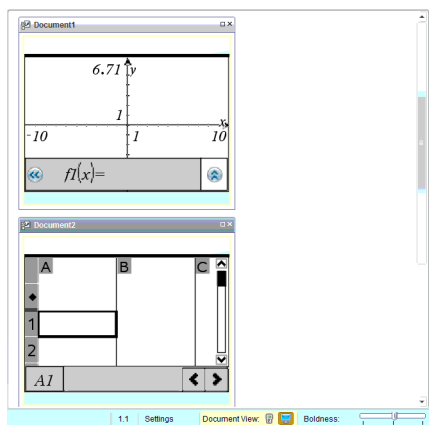 Document1
6.71 y
1
x
-10 1 10
f1(x)=
Document2
A B C
1
2
A1
1.1 Settings Document View: Boldness: